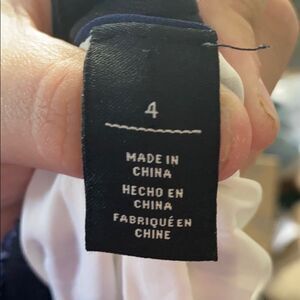 4
MADE IN
CHINA
HECHO EN
CHINA
FABRIQUÉ EN
CHINE